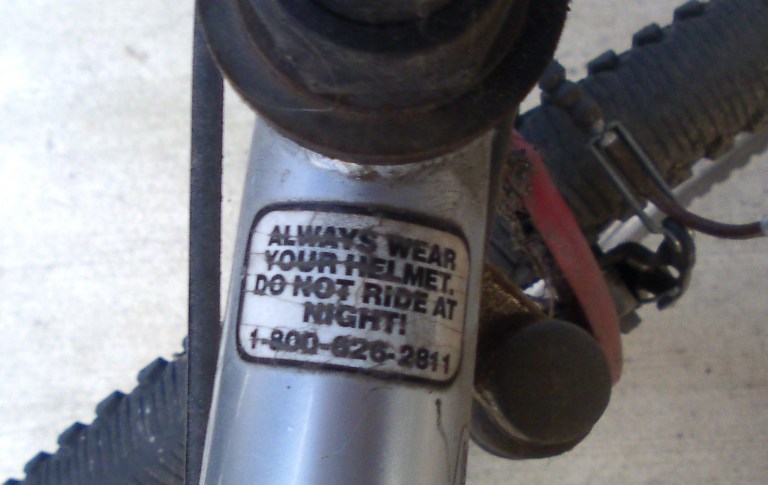 ALWAYS WEAR
YOUR HELMET.
DO NOT RIDE AT
NIGHT!
1-800-626-2811